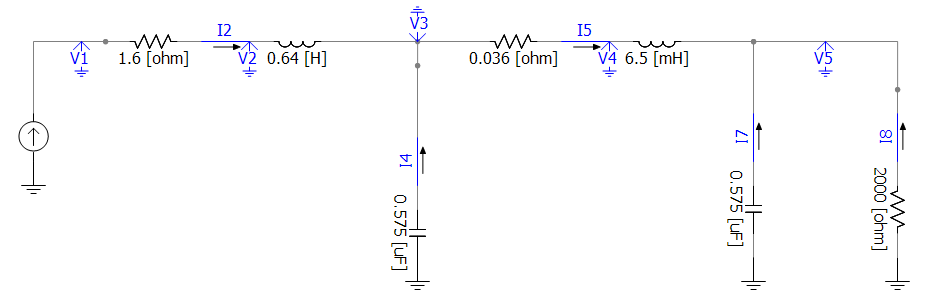 V1
1.6 [ohm]
I2
V2
0.64 [H]
V3
0.036 [ohm]
I5
V4
6.5 [mH]
V5
I4
0.575 [uF]
I7
0.575 [uF]
I8
2000 [ohm]